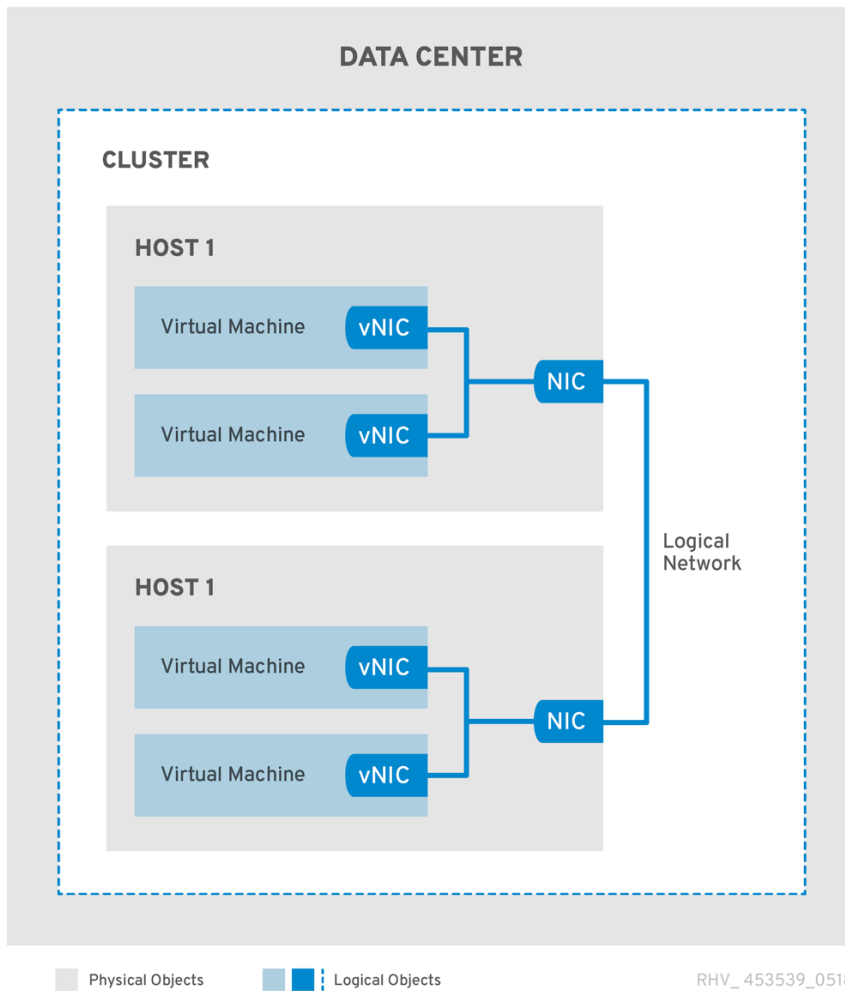 DATA CENTER
CLUSTER
HOST 1
Virtual Machine
vNIC
NIC
Virtual Machine
vNIC
Logical
Network
HOST 1
Virtual Machine
vNIC
NIC
Virtual Machine
vNIC
Physical Objects
Logical Objects
RHV_453539_0518